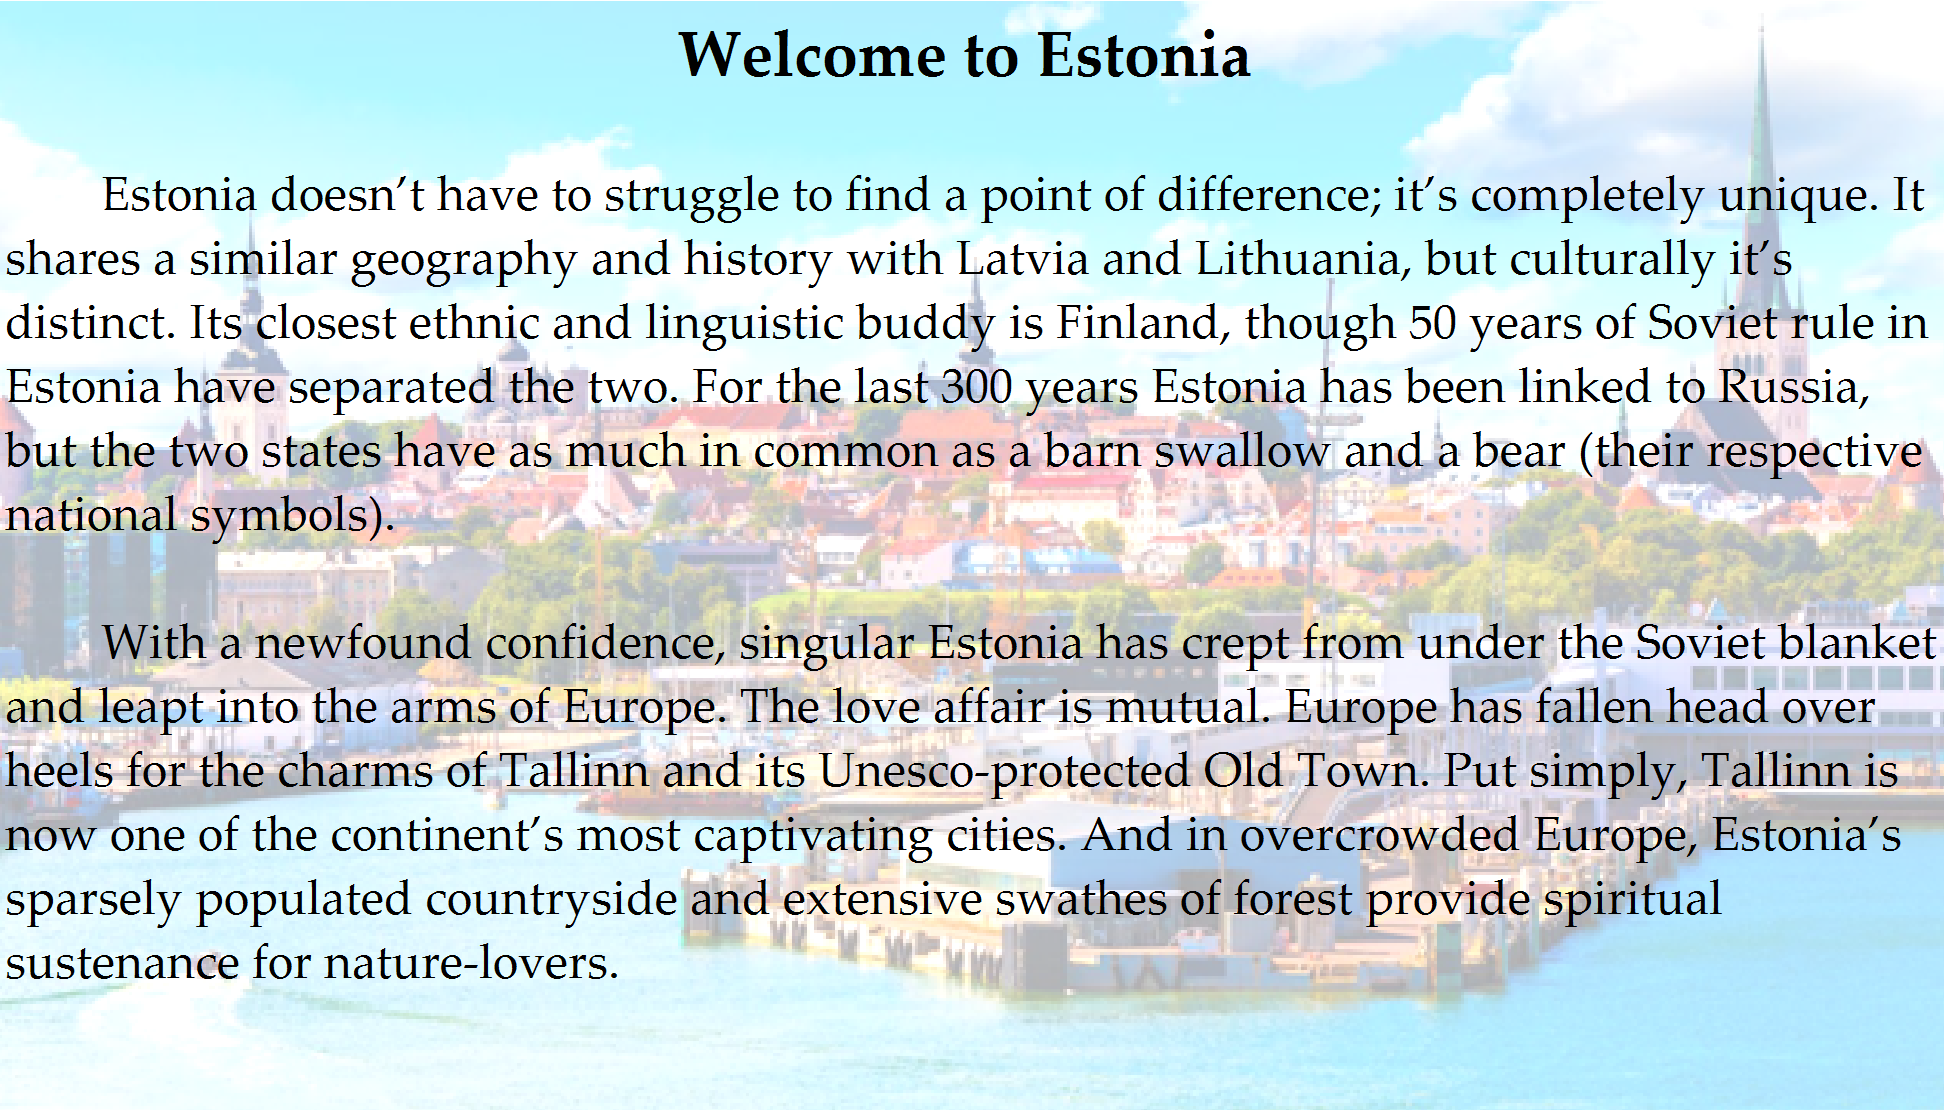 Welcome to Estonia
Estonia doesn’t have to struggle to find a point of difference; it’s completely unique. It
shares a similar geography and history with Latvia and Lithuania, but culturally it’s
distinct. Its closest ethnic and linguistic buddy is Finland, though 50 years of Soviet rule in
Estonia have separated the two. For the last 300 years Estonia has been linked to Russia,
but the two states have as much in common as a barn swallow and a bear (their respective
national symbols).
With a newfound confidence, singular Estonia has crept from under the Soviet blanket
and leapt into the arms of Europe. The love affair is mutual. Europe has fallen head over
heels for the charms of Tallinn and its Unesco-protected Old Town. Put simply, Tallinn is
now one of the continent’s most captivating cities. And in overcrowded Europe, Estonia’s
sparsely populated countryside and extensive swathes of forest provide spiritual
sustenance for nature-lovers.